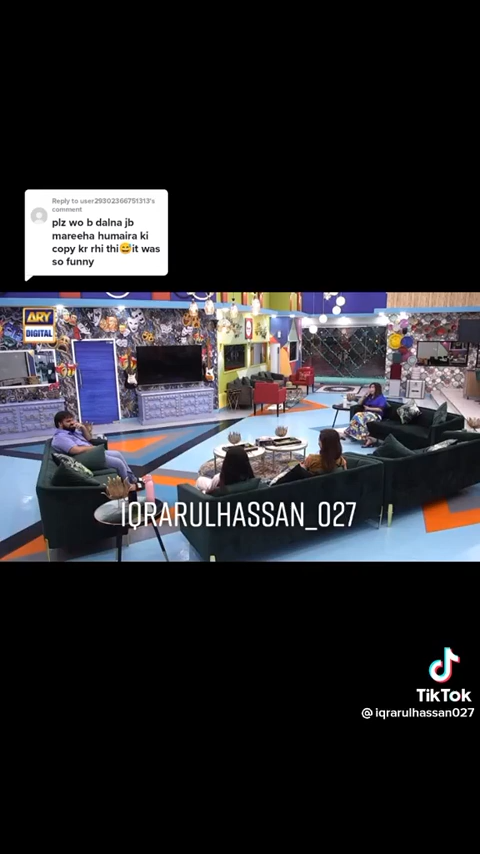 Reply to user29302366751313's
comment
plz wo b dalna jb
mareeha humaira ki
copy kr rhi thi😅it was
so funny
ARY
DIGITAL
IQRARULHASSAN_027
TikTok
@iqrarulhassan027